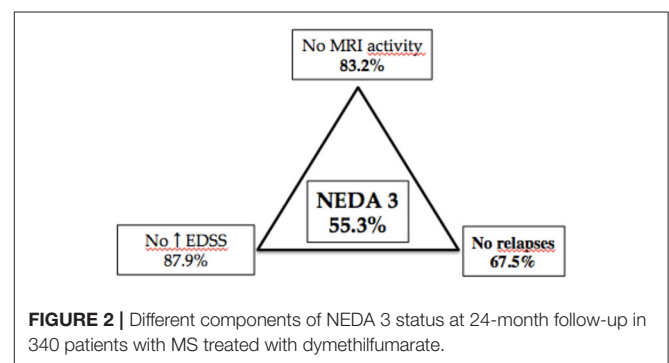 No MRI activity
83.2%
NEDA 3
55.3%
No ↑ EDSS
87.9%
No relapses
67.5%
FIGURE 2 | Different components of NEDA 3 status at 24-month follow-up in
340 patients with MS treated with dymethilfumarate.